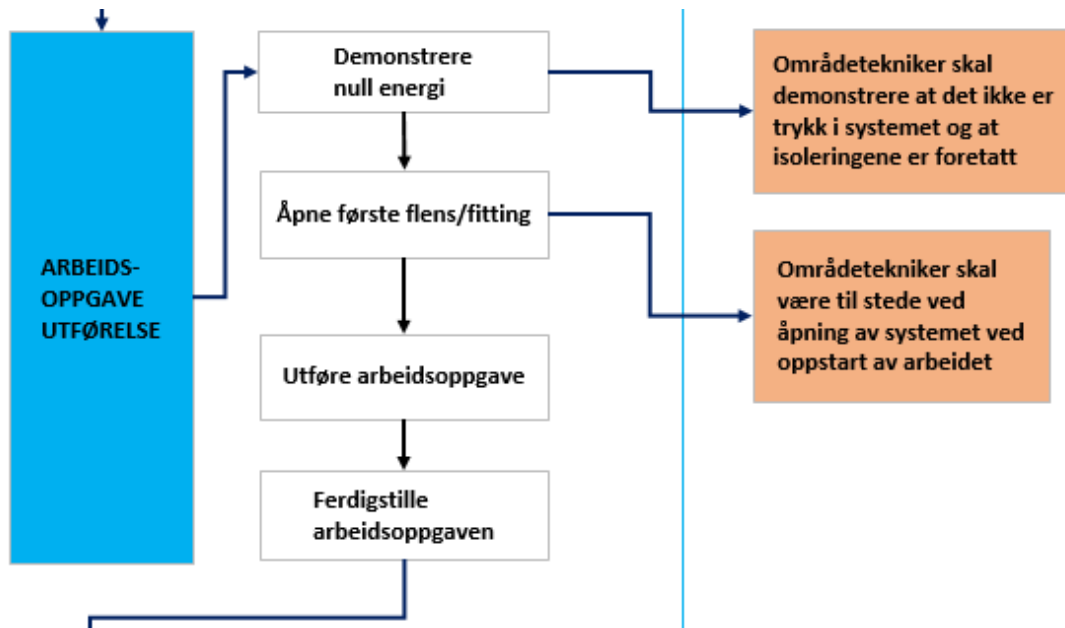 ARBEIDS-
OPPGAVE
UTFØRELSE
Demonstrere
null energi
Områdetekniker skal
demonstrere at det ikke er
trykk i systemet og at
isoleringene er foretatt
Åpne første flens/fitting
Områdetekniker skal
være til stede ved
åpning av systemet ved
oppstart av arbeidet
Utføre arbeidsoppgave
Ferdigstille
arbeidsoppgaven